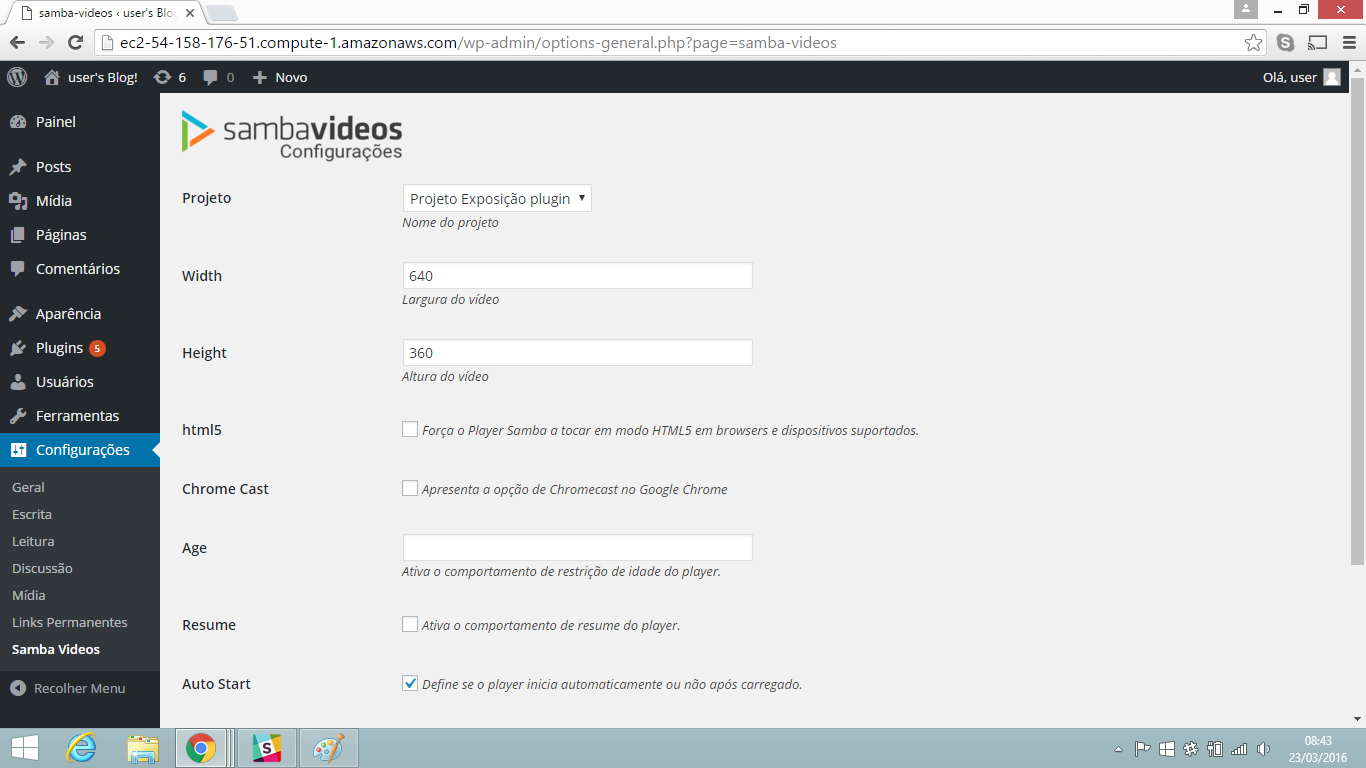 samba-videos ‹ user's Blog
ec2-54-158-176-51.compute-1.amazonaws.com/wp-admin/options-general.php?page=samba-videos
user's Blog! 6 0 Novo Olá, user
Painel
Posts
Mídia
Páginas
Comentários
Aparência
Plugins 5
Usuários
Ferramentas
Configurações
Geral
Escrita
Leitura
Discussão
Mídia
Links Permanentes
Samba Videos
Recolher Menu
sambavideos
Configurações
Projeto Projeto Exposição plugin
Nome do projeto
Width 640
Largura do vídeo
Height 360
Altura do vídeo
html5 Força o Player Samba a tocar em modo HTML5 em browsers e dispositivos suportados.
Chrome Cast Apresenta a opção de Chromecast no Google Chrome
Age
Ativa o comportamento de restrição de idade do player.
Resume Ativa o comportamento de resume do player.
Auto Start Define se o player inicia automaticamente ou não após carregado.
08:43
23/03/2016